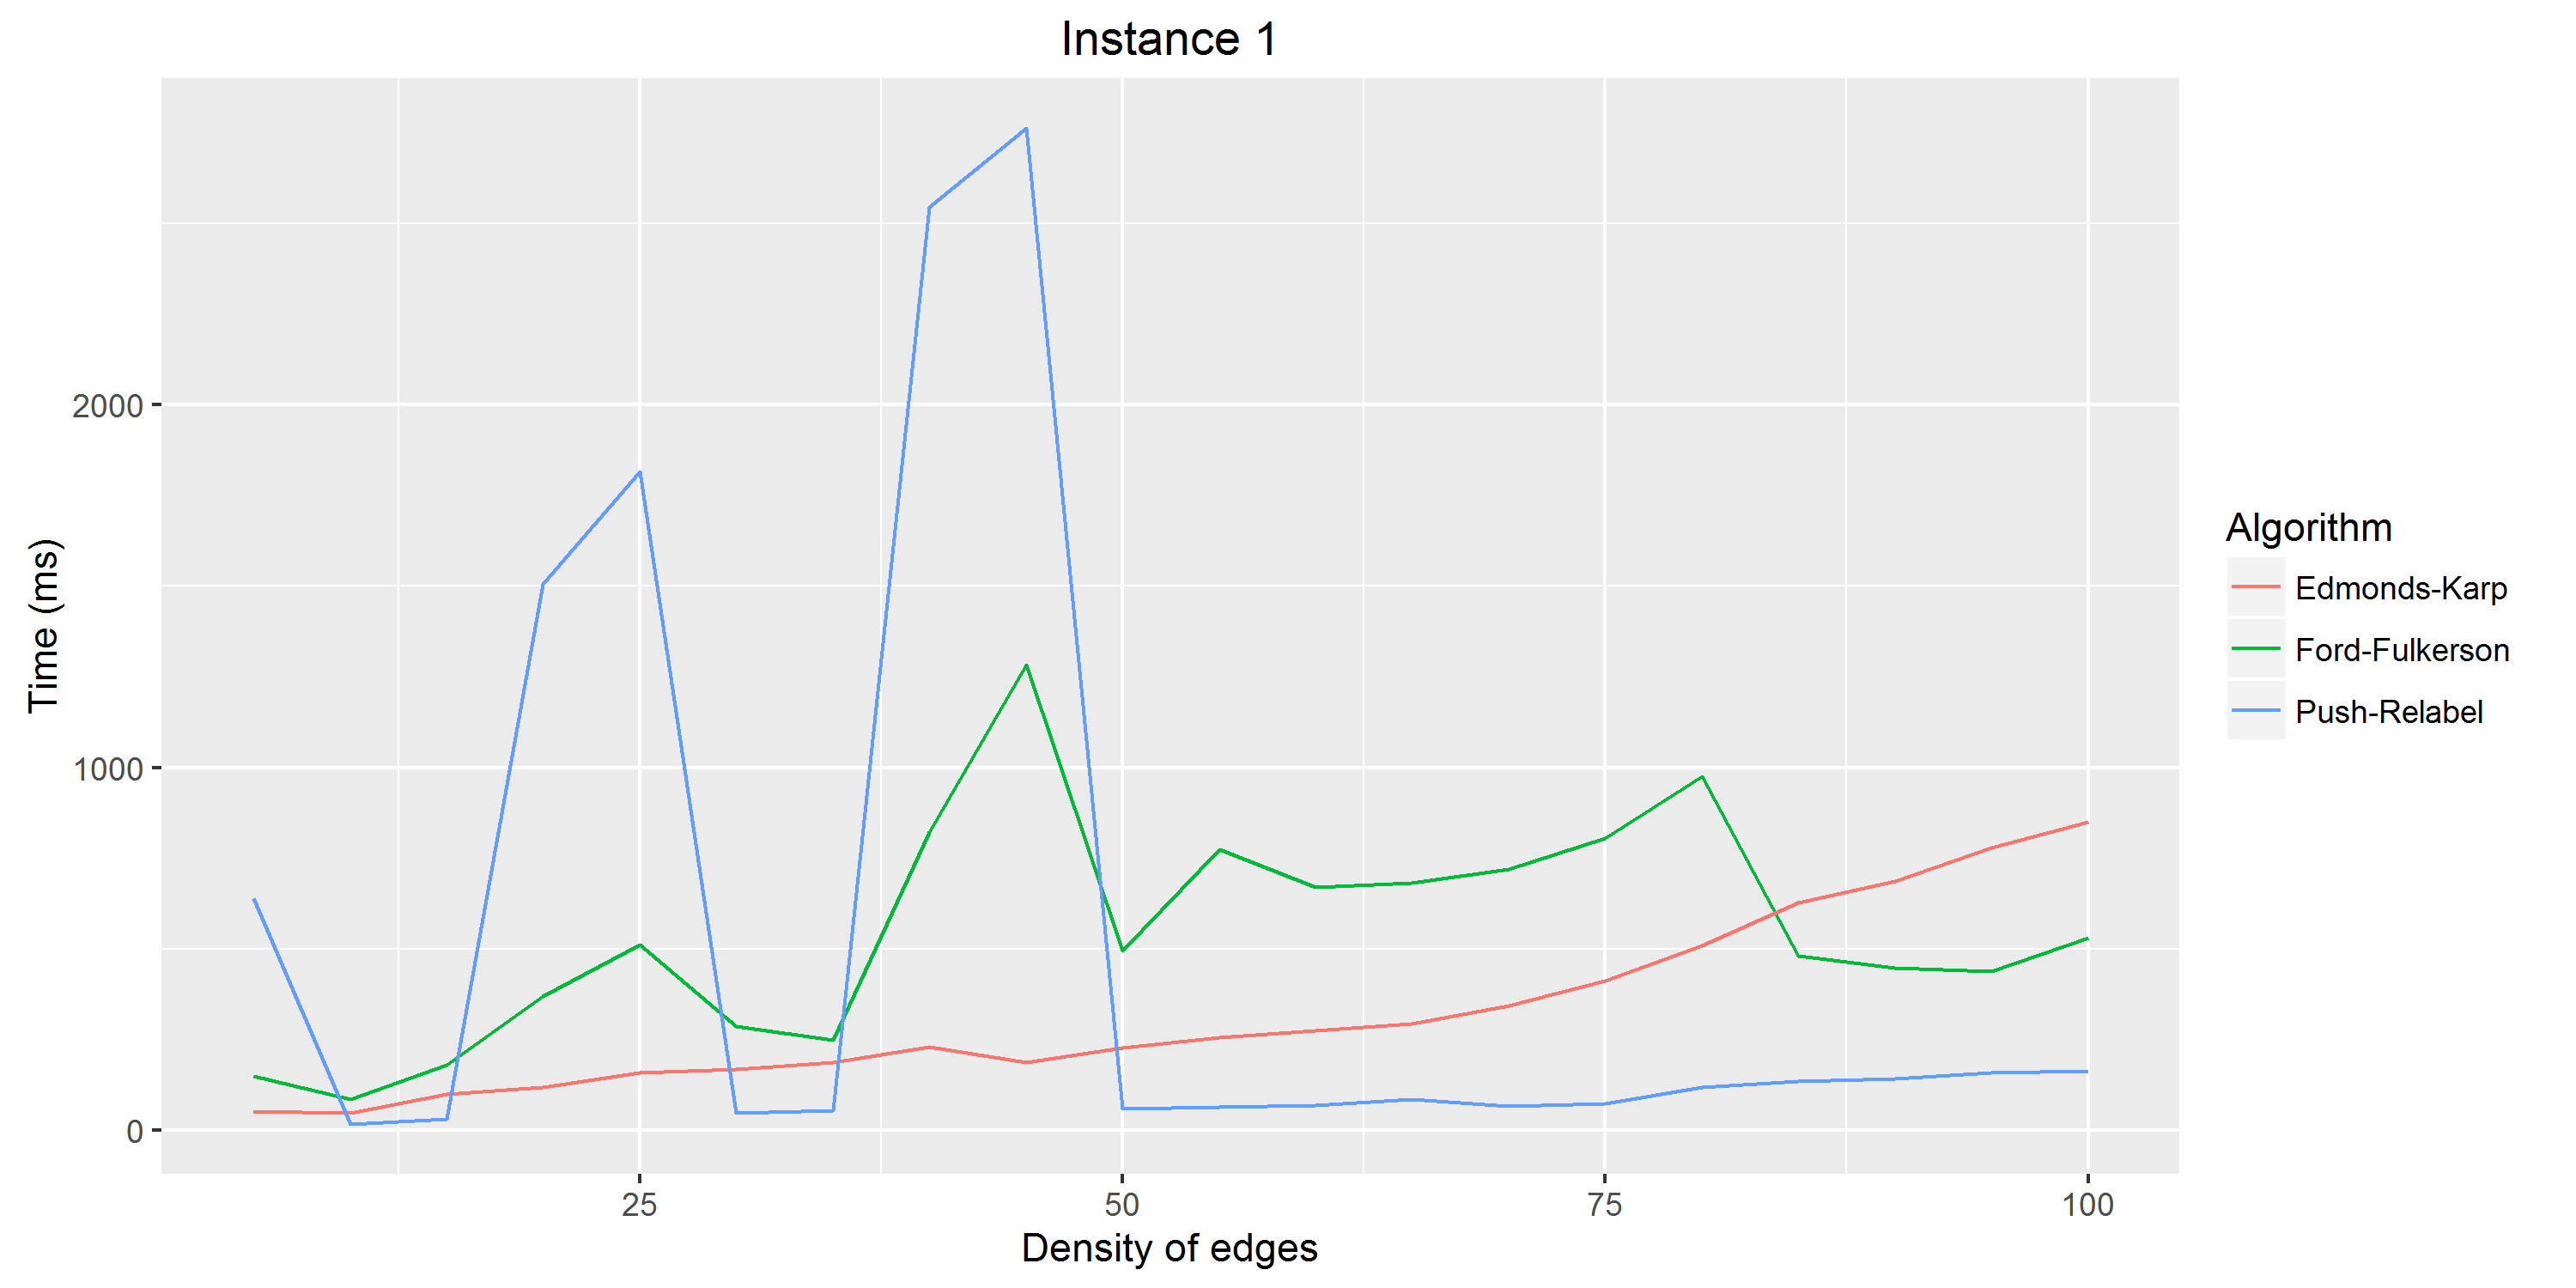 Instance 1
Time (ms)
2000
1000
0
25 50 75 100
Density of edges
Algorithm
Edmonds-Karp
Ford-Fulkerson
Push-Relabel